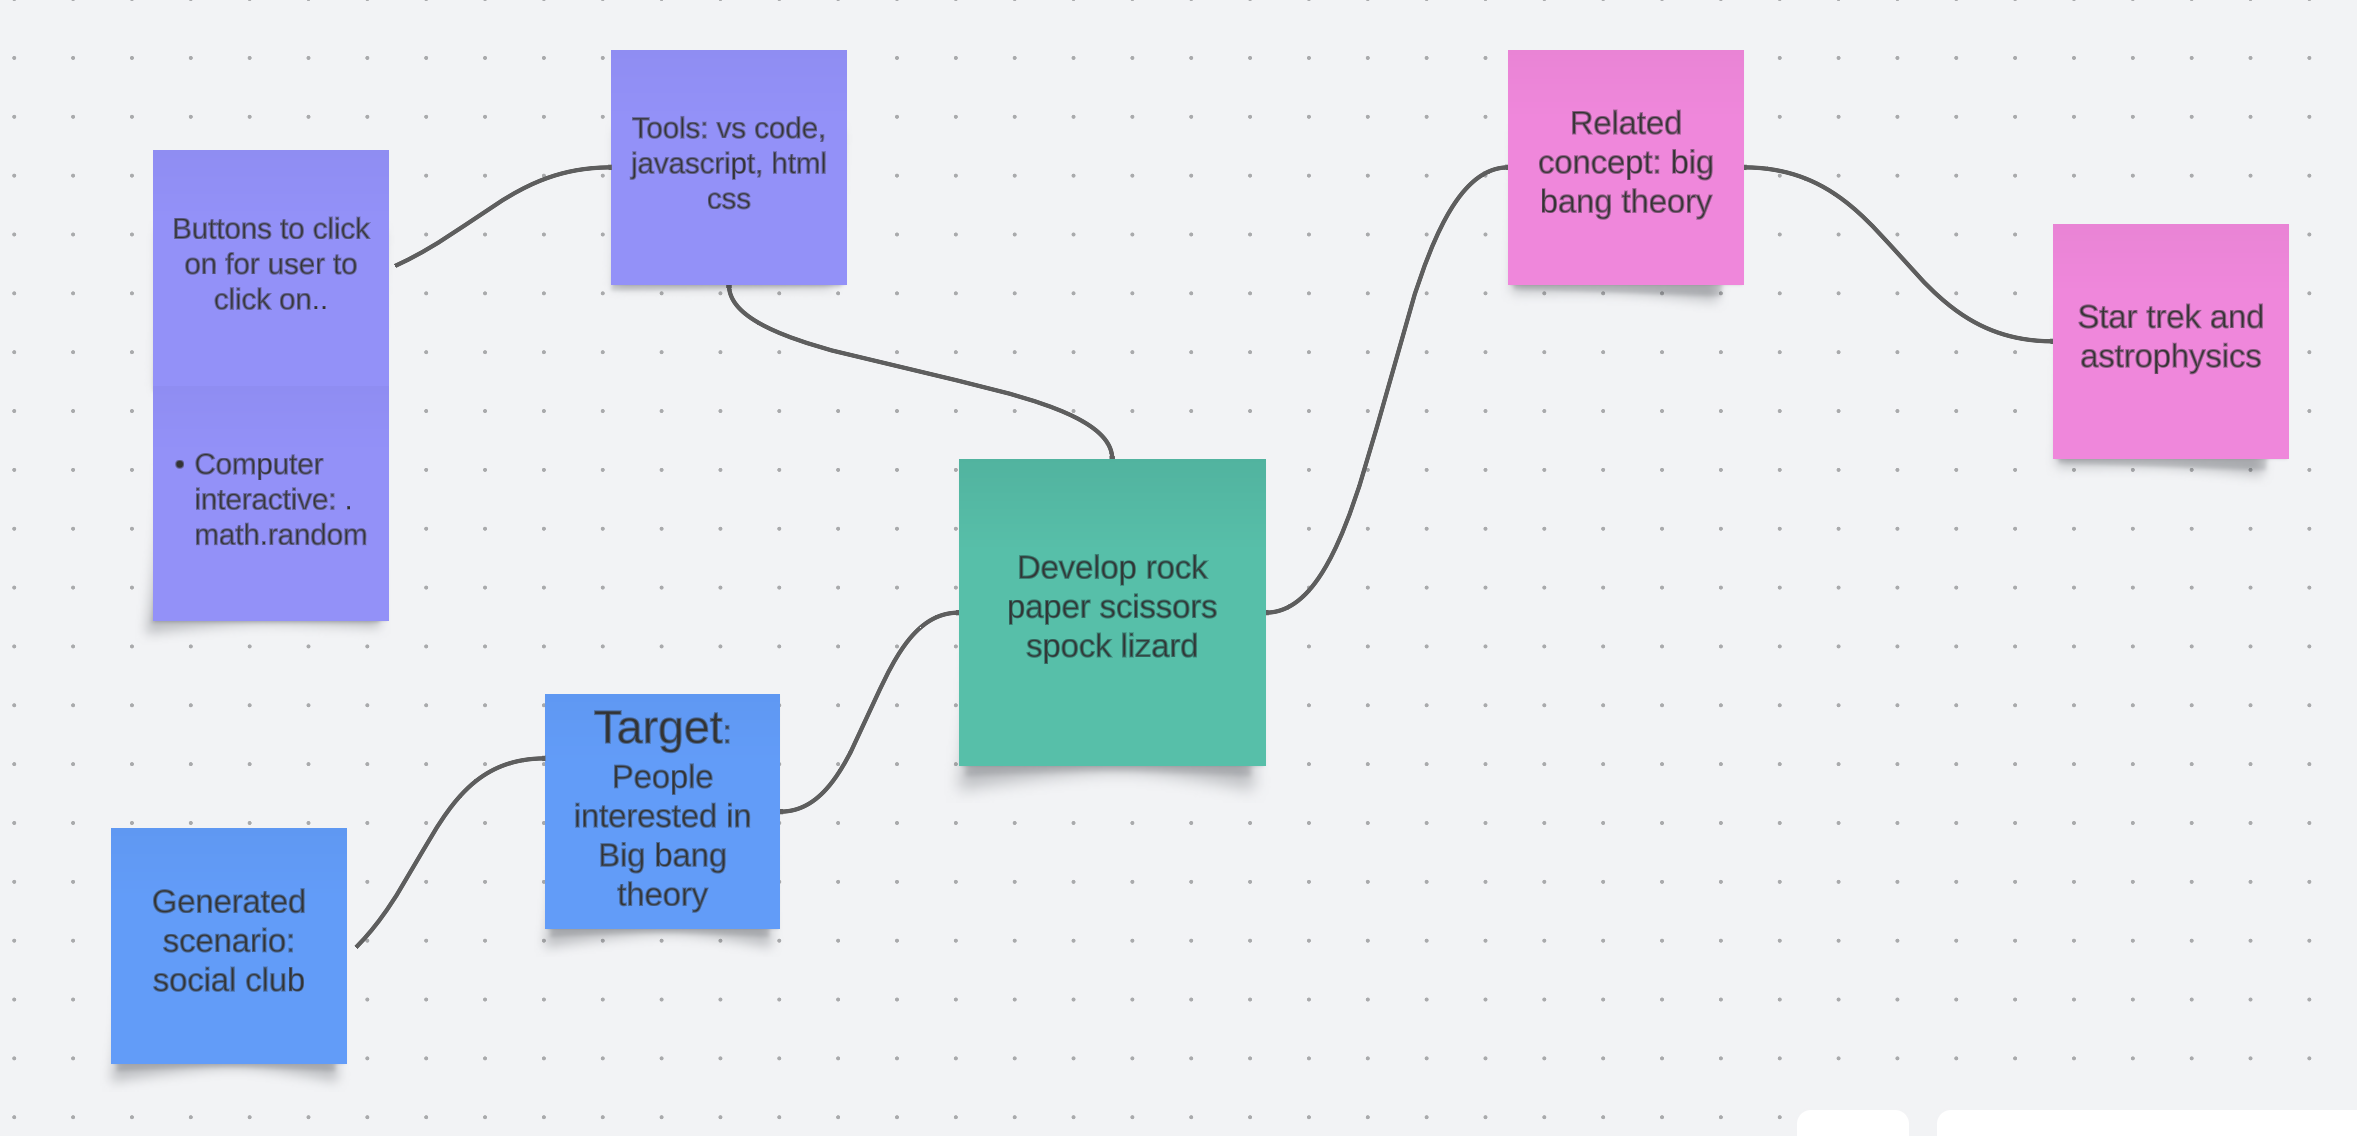 Tools: vs code,
javascript, html
css
Related
concept: big
bang theory
Buttons to click
on for user to
click on..
Star trek and
astrophysics
• Computer
interactive: .
math.random
Develop rock
paper scissors
spock lizard
Target:
People
interested in
Big bang
theory
Generated
scenario:
social club